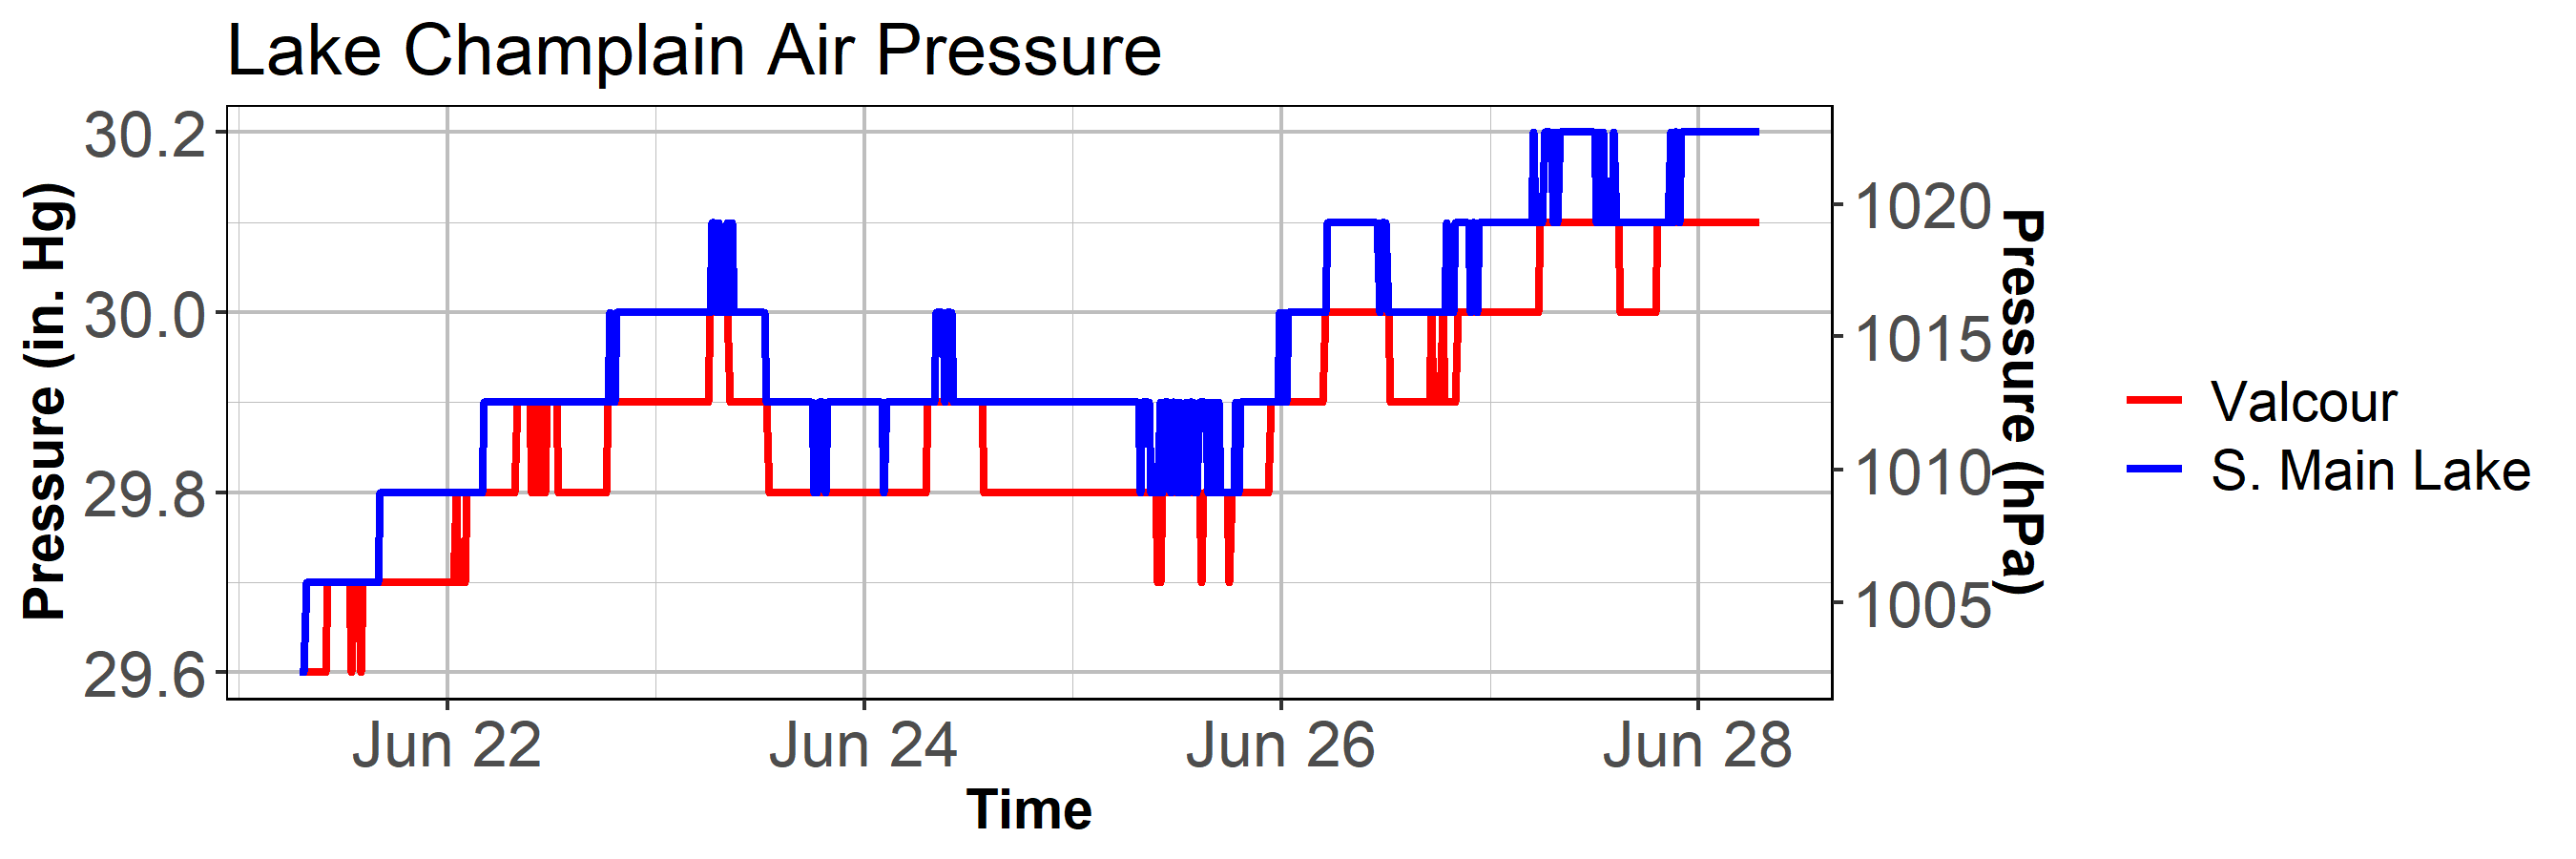 Lake Champlain Air Pressure
Pressure (in. Hg)
30.2
30.0
29.8
29.6
1020
1015
1010
1005
Pressure (hPa)
Valcour
S. Main Lake
Jun 22
Jun 24
Jun 26
Jun 28
Time